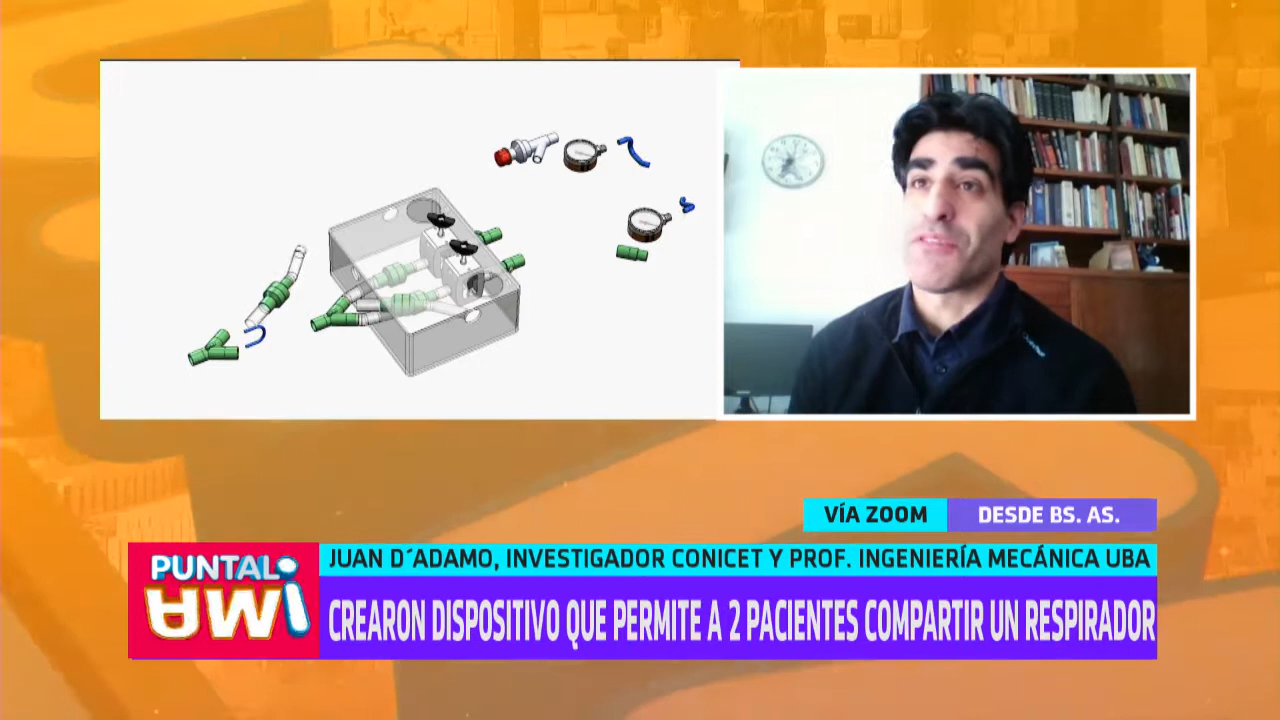 VÍA ZOOM
DESDE BS. AS.
PUNTAL
AMI
JUAN D´ADAMO, INVESTIGADOR CONICET Y PROF. INGENIERÍA MECÁNICA UBA
CREARON DISPOSITIVO QUE PERMITE A 2 PACIENTES COMPARTIR UN RESPIRADOR